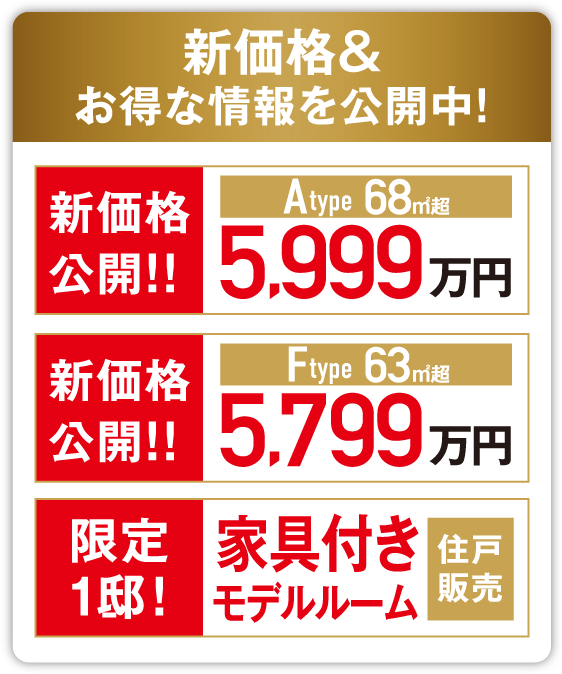 新価格&
お得な情報を公開中!
新価格
公開!!
Atype 68㎡超
5,999万円
新価格
公開!!
Ftype 63㎡超
5,799万円
限定
1邸!
家具付き
モデルルーム
住戸
販売